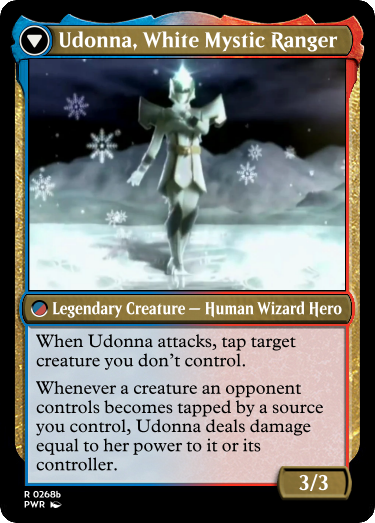 Udonna, White Mystic Ranger
Legendary Creature — Human Wizard Hero
When Udonna attacks, tap target
creature you don't control.
Whenever a creature an opponent
controls becomes tapped by a source
you control, Udonna deals damage
equal to her power to it or its
controller.
3/3
R 0268b
PWR